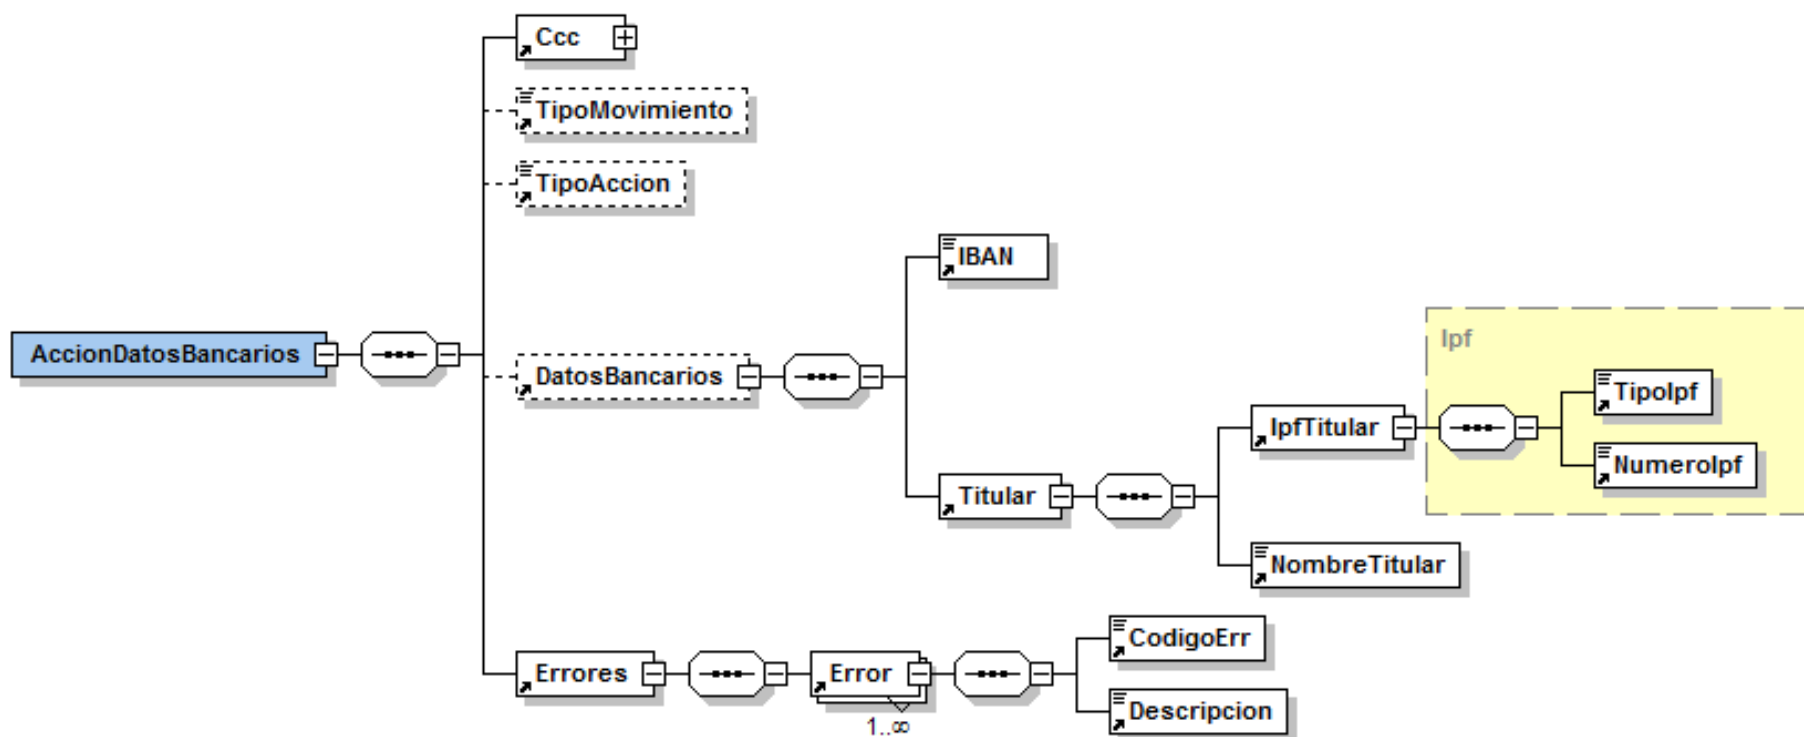 Ccc
TipoMovimiento
TipoAccion
IBAN
AccionDatosBancarios
DatosBancarios
Ipf
TipoIpf
IpfTitular
NumeroIpf
Titular
NombreTitular
CodigoErr
Errores
Error
1..∞
Descripcion